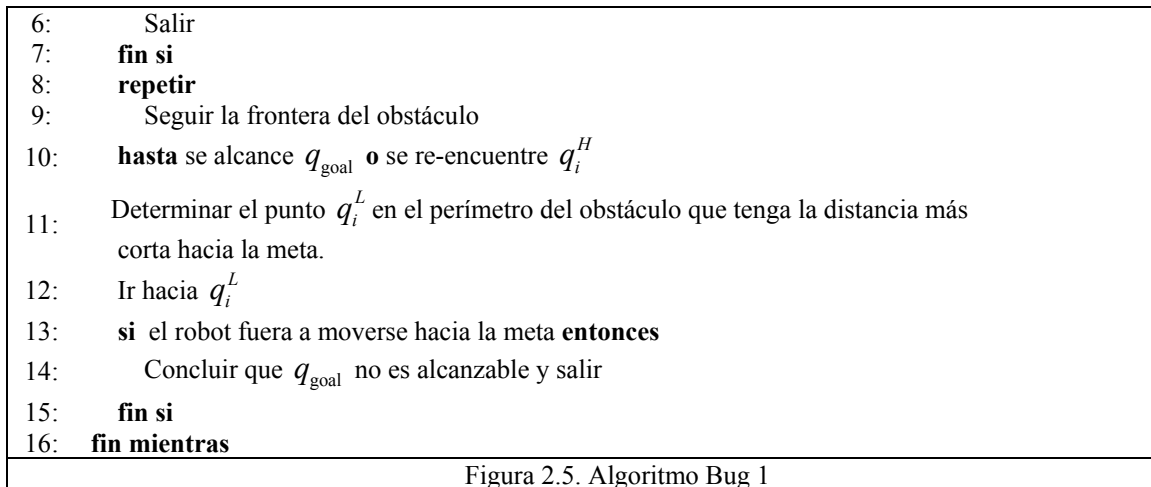 6: Salir
7: fin si
8: repetir
9: Seguir la frontera del obstáculo
10: hasta se alcance q_goal o se re-encuentre q_i^H
11: Determinar el punto q_i^L en el perímetro del obstáculo que tenga la distancia más
corta hacia la meta.
12: Ir hacia q_i^L
13: si el robot fuera a moverse hacia la meta entonces
14: Concluir que q_goal no es alcanzable y salir
15: fin si
16: fin mientras
Figura 2.5. Algoritmo Bug 1